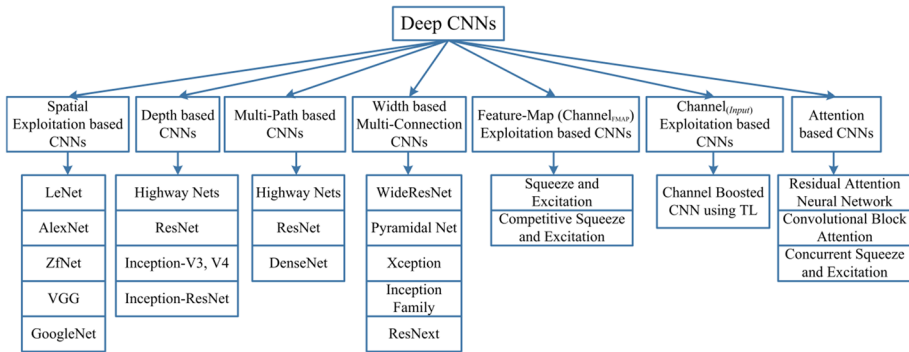 Deep CNNs
Spatial
Exploitation based
CNNs
Depth based
CNNs
Multi-Path based
CNNs
Width based
Multi-Connection
CNNs
Feature-Map (ChannelFMAP)
Exploitation based CNNs
Channel(Input)
Exploitation based
CNNs
Attention
based CNNs
LeNet
AlexNet
ZfNet
VGG
GoogleNet
Highway Nets
ResNet
Inception-V3, V4
Inception-ResNet
Highway Nets
ResNet
DenseNet
WideResNet
Pyramidal Net
Xception
Inception
Family
ResNext
Squeeze and
Excitation
Competitive Squeeze
and Excitation
Channel Boosted
CNN using TL
Residual Attention
Neural Network
Convolutional Block
Attention
Concurrent Squeeze
and Excitation